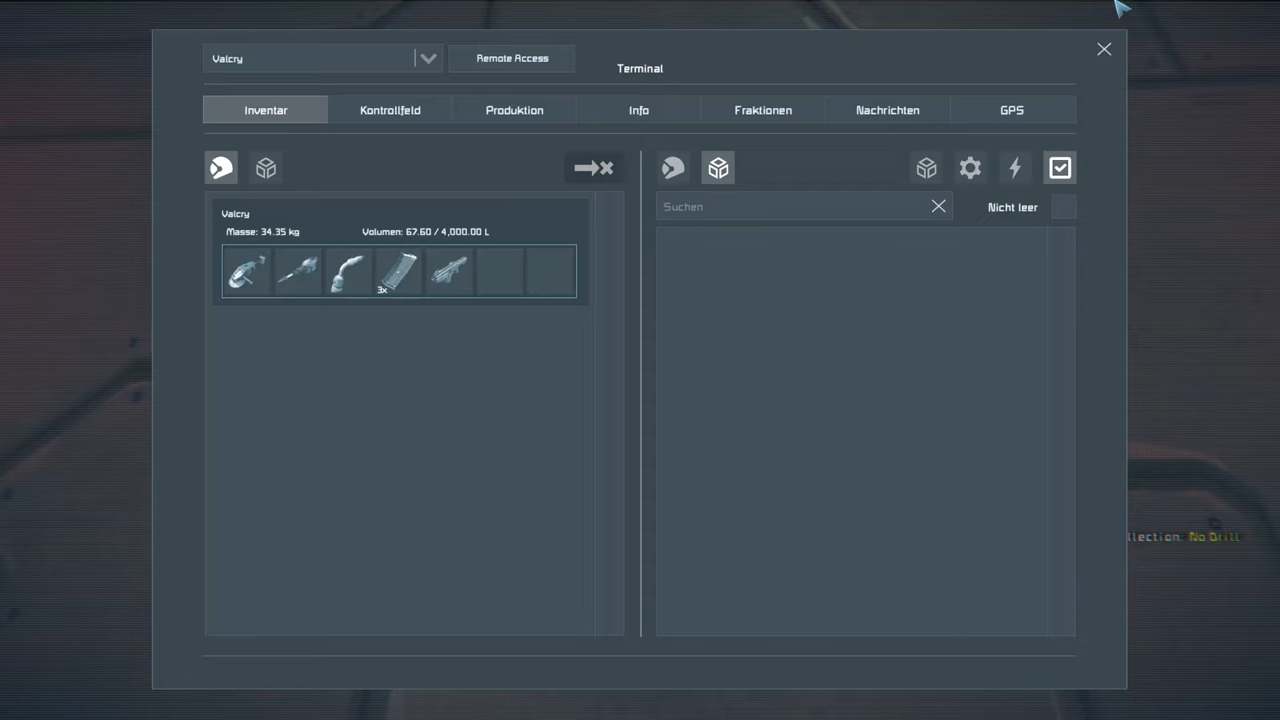 Valcry
Remote Access
Terminal
Inventar
Kontrollfeld
Produktion
Info
Fraktionen
Nachrichten
GPS
Suchen
Nicht leer
Valcry
Masse: 34.35 kg
Volumen: 67.60 / 4,000.00 L
3x
llection: No Drill